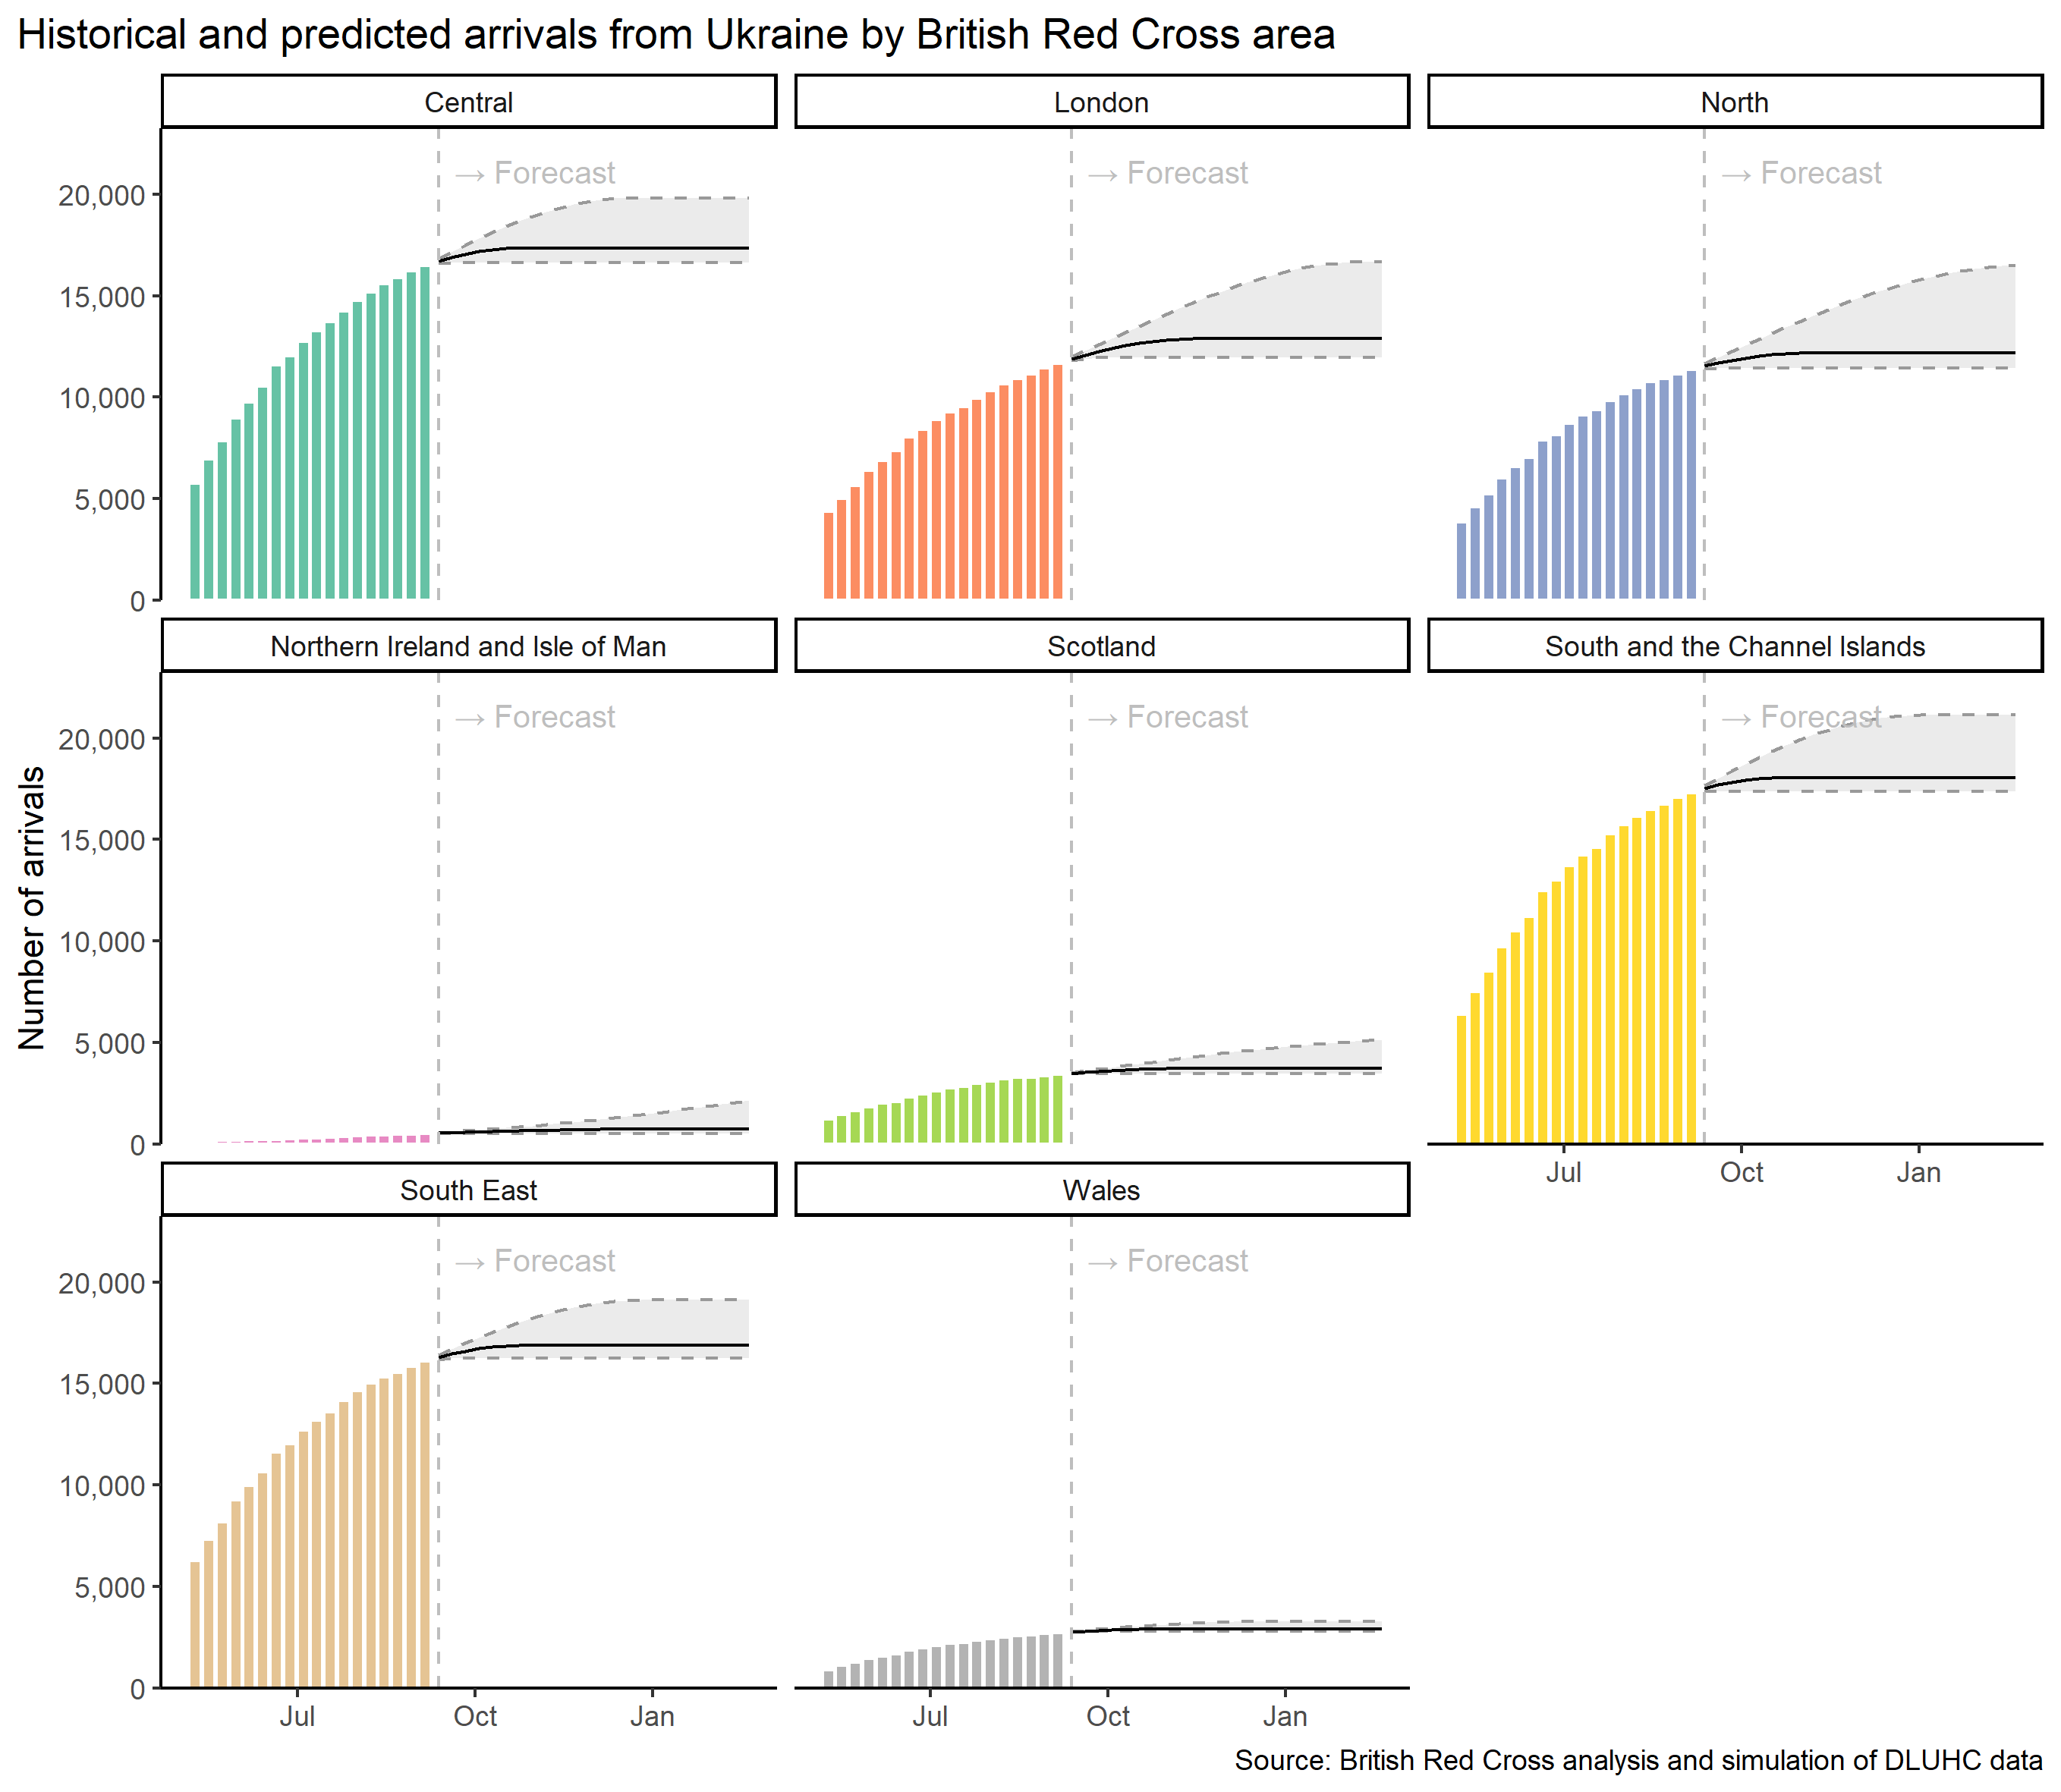 Historical and predicted arrivals from Ukraine by British Red Cross area
Central
London
North
→ Forecast
→ Forecast
→ Forecast
20,000
15,000
10,000
5,000
0
Northern Ireland and Isle of Man
Scotland
South and the Channel Islands
→ Forecast
→ Forecast
→ Forecast
20,000
15,000
10,000
5,000
0
Number of arrivals
Jul
Oct
Jan
South East
Wales
→ Forecast
→ Forecast
20,000
15,000
10,000
5,000
0
Jul
Oct
Jan
Jul
Oct
Jan
Source: British Red Cross analysis and simulation of DLUHC data